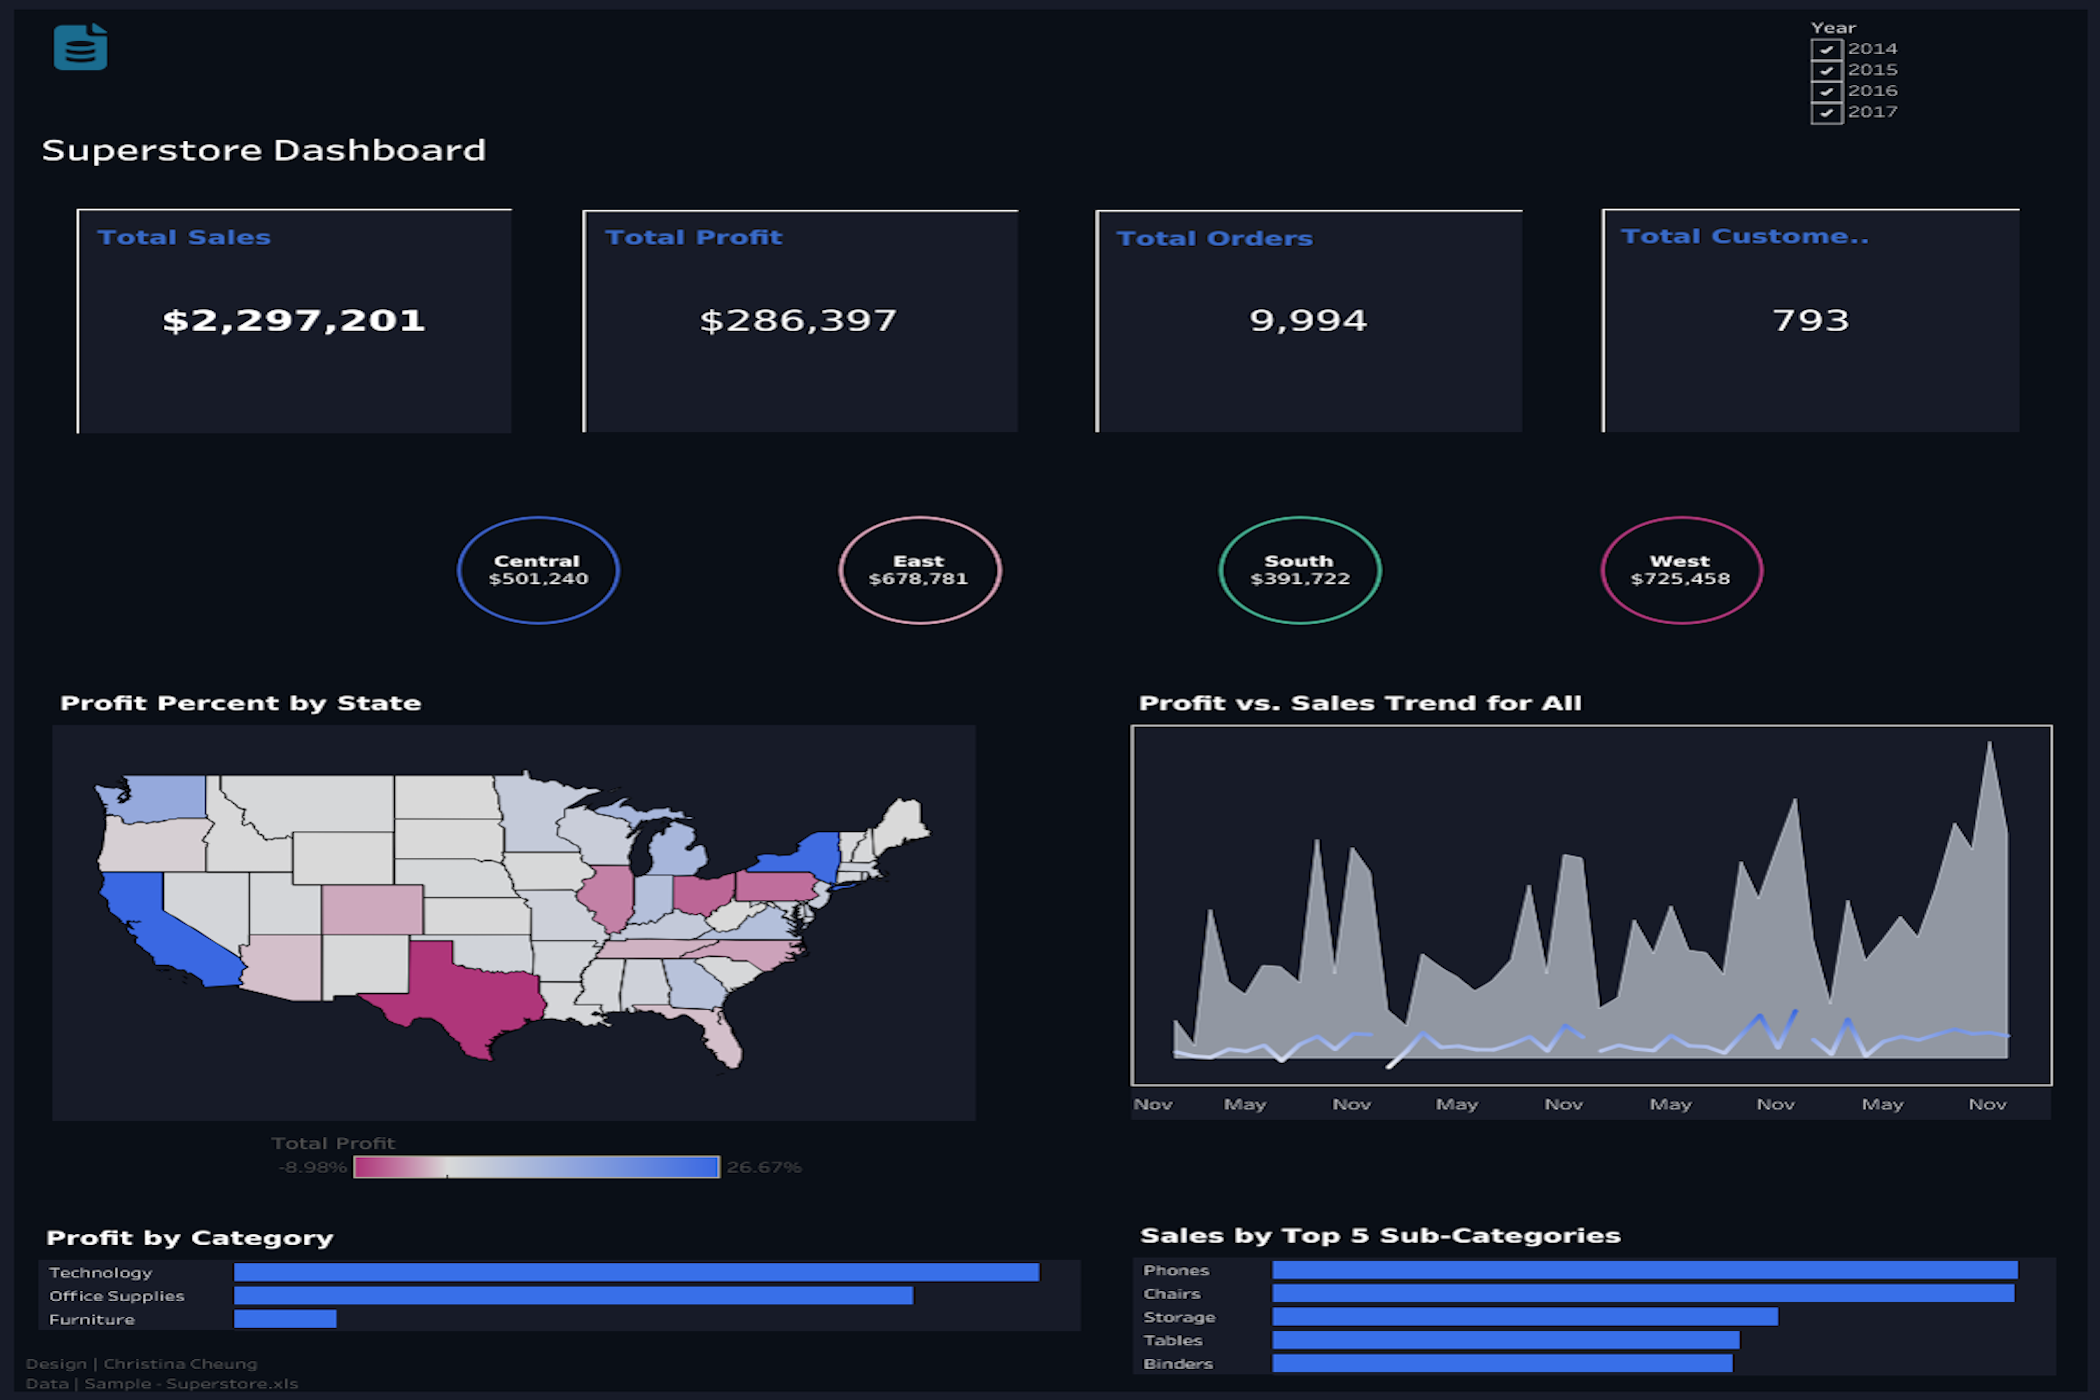 Year
2014
2015
2016
2017
Superstore Dashboard
Total Sales
$2,297,201
Total Profit
$286,397
Total Orders
9,994
Total Custome..
793
Central
$501,240
East
$678,781
South
$391,722
West
$725,458
Profit Percent by State
Profit vs. Sales Trend for All
Nov May Nov May Nov May Nov May Nov
Total Profit
-8.98% 26.67%
Profit by Category
Technology
Office Supplies
Furniture
Sales by Top 5 Sub-Categories
Phones
Chairs
Storage
Tables
Binders
Design | Christina Cheung
Data | Sample - Superstore.xls